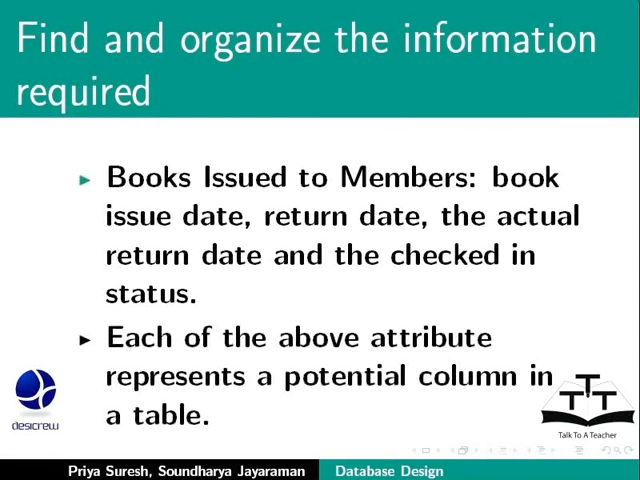 Find and organize the information
required
Books Issued to Members: book
issue date, return date, the actual
return date and the checked in
status.
Each of the above attribute
represents a potential column in
a table.
desicrew
TTT
Talk To A Teacher
Priya Suresh, Soundharya Jayaraman Database Design